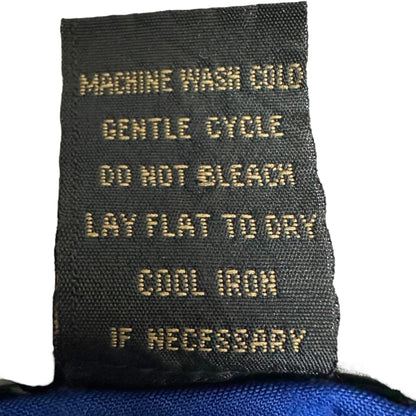 MACHINE WASH COLD
GENTLE CYCLE
DO NOT BLEACH
LAY FLAT TO DRY
COOL IRON
IF NECESSARY